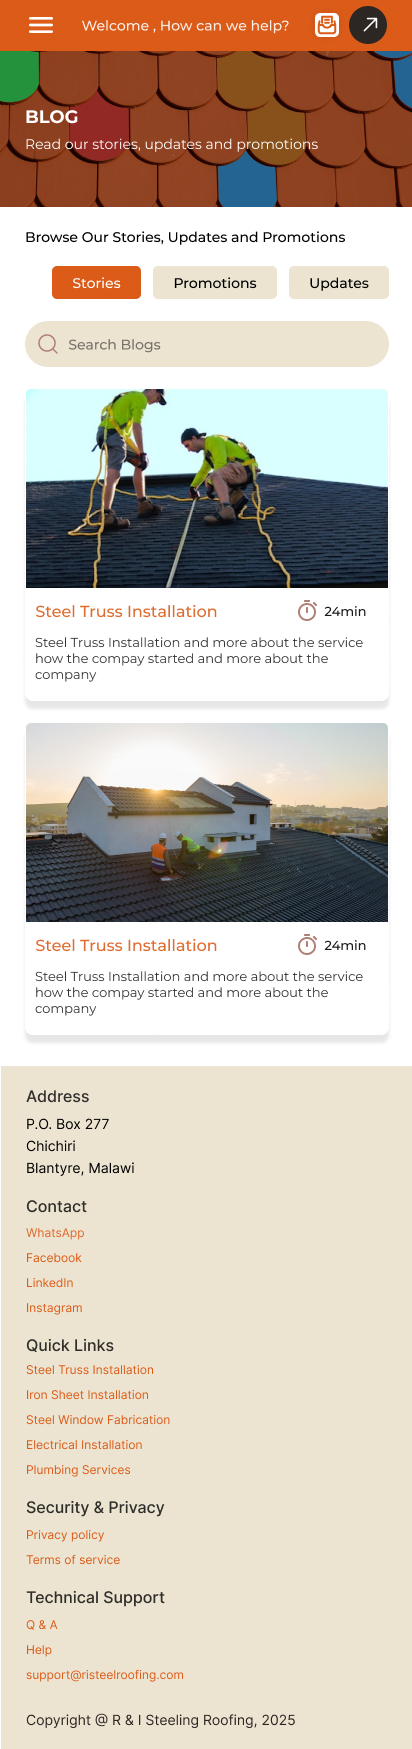 Welcome , How can we help?
BLOG
Read our stories, updates and promotions
Browse Our Stories, Updates and Promotions
Stories
Promotions
Updates
Search Blogs
Steel Truss Installation
24min
Steel Truss Installation and more about the service
how the compay started and more about the
company
Steel Truss Installation
24min
Steel Truss Installation and more about the service
how the compay started and more about the
company
Address
P.O. Box 277
Chichiri
Blantyre, Malawi
Contact
WhatsApp
Facebook
LinkedIn
Instagram
Quick Links
Steel Truss Installation
Iron Sheet Installation
Steel Window Fabrication
Electrical Installation
Plumbing Services
Security & Privacy
Privacy policy
Terms of service
Technical Support
Q & A
Help
support@risteelroofing.com
Copyright @ R & I Steeling Roofing, 2025